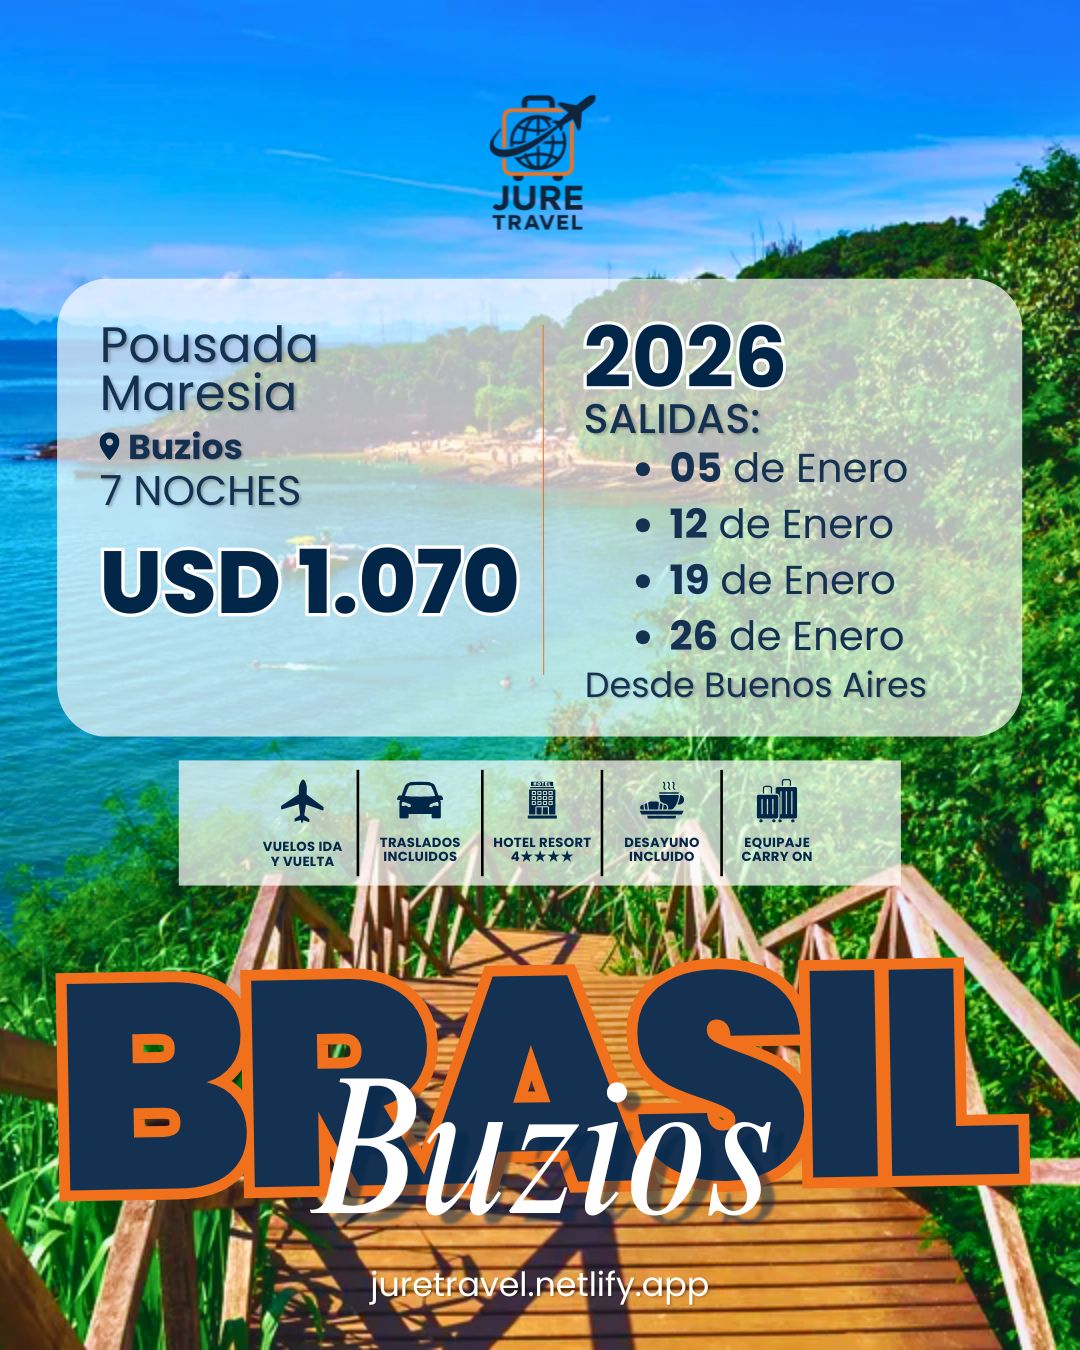 JURE
TRAVEL
Pousada
Maresia
Buzios
7 NOCHES
USD 1.070
2026
SALIDAS:
• 05 de Enero
• 12 de Enero
• 19 de Enero
• 26 de Enero
Desde Buenos Aires
HOTEL
VUELOS IDA
Y VUELTA
TRASLADOS
INCLUIDOS
HOTEL RESORT
4★★★★
DESAYUNO
INCLUIDO
EQUIPAJE
CARRY ON
BRASIL
Buzios
juretravel.netlify.app